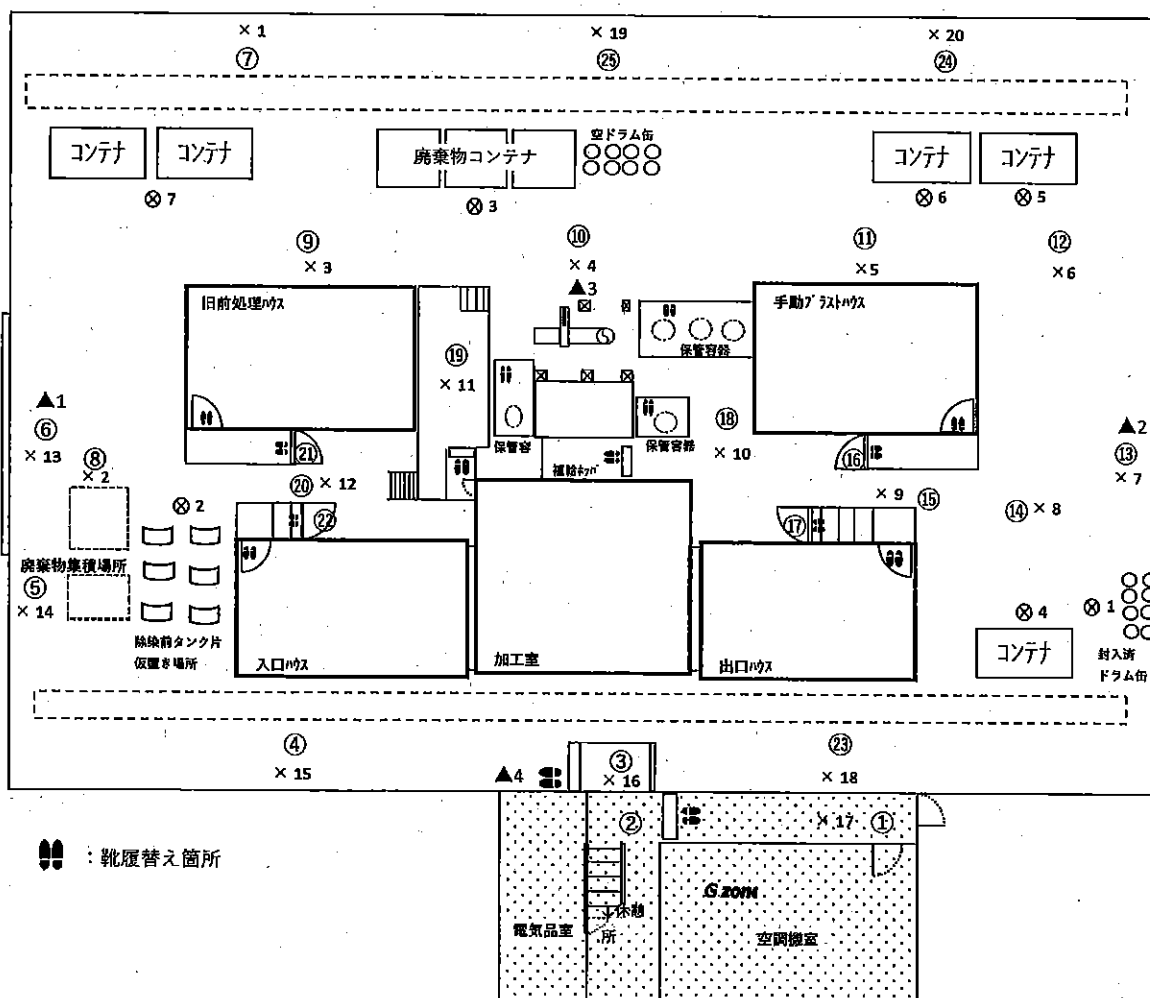 × 1
× 19
× 20
⑦
㉕
㉔
コンテナ
コンテナ
廃棄物コンテナ
空ドラム缶
コンテナ
コンテナ
⊗ 7
⊗ 3
⊗ 6
⊗ 5
⑨
⑩
⑪
⑫
× 3
× 4
× 5
× 6
▲3
旧前処理ハウス
手動ブラストハウス
保管容器
⑲
× 11
▲1
⑥
× 13
⑧
× 2
⑱
× 10
▲2
⑬
× 7
保管容
保管容器
補給ホッパ
㉑
⑯
⑳
× 12
⊗ 2
㉒
× 9
⑮
⑰
⑭
× 8
廃棄物集積場所
⑤
× 14
除染前タンク片
仮置き場所
入口ハウス
加工室
出口ハウス
⊗ 4
⊗ 1
コンテナ
封入済
ドラム缶
④
× 15
▲4
③
× 16
㉓
× 18
②
× 17
①
：靴履替え箇所
G zone
電気品室
休憩
所
空調機室